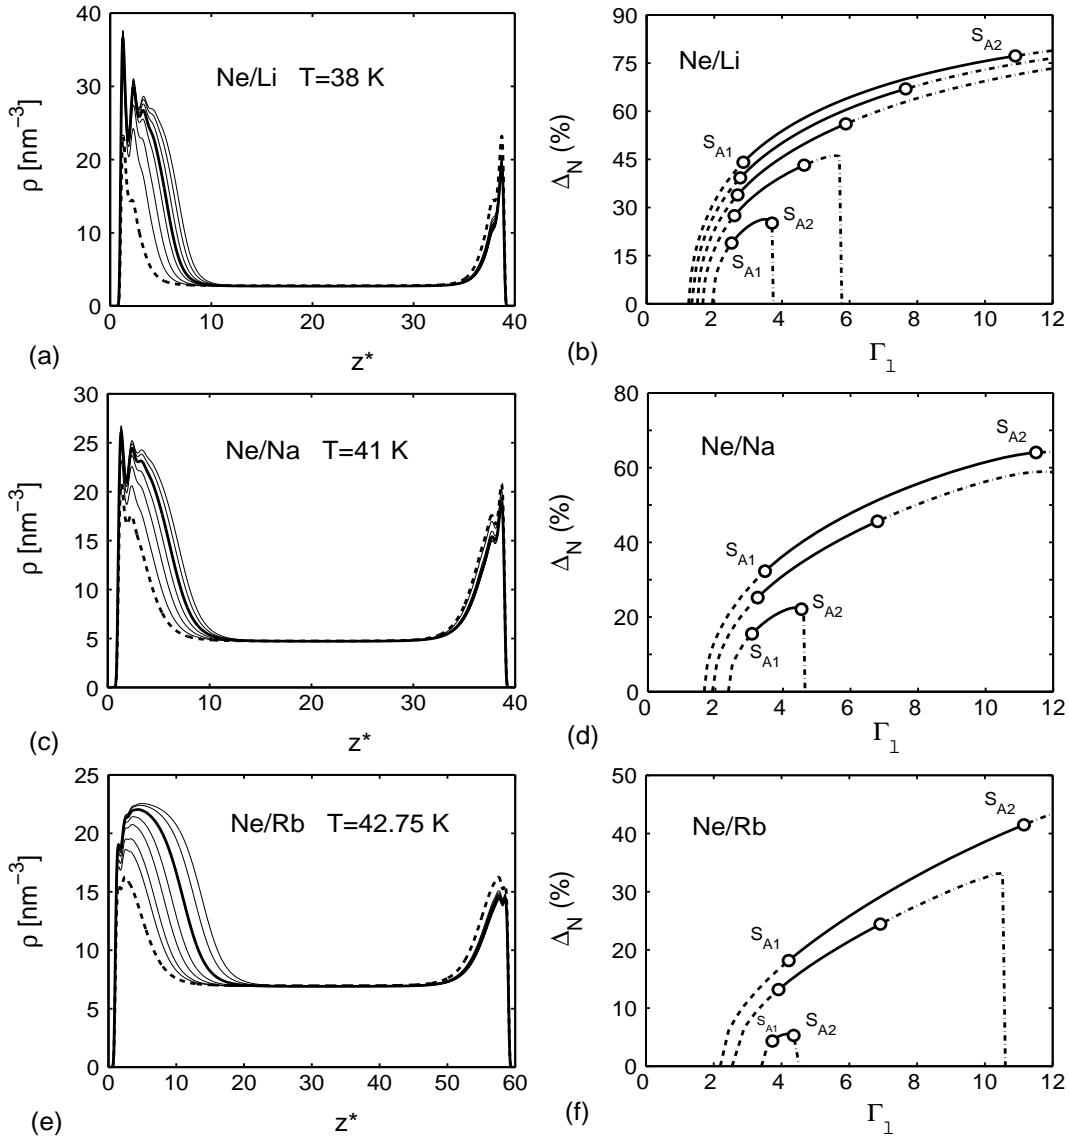 40
30
20
10
0
ρ [nm⁻³]
Ne/Li T=38 K
0 10 20 30 40
z*
(a)
90
75
60
45
30
15
0
Δ_N (%)
Ne/Li
S_A2
S_A1
S_A2
S_A1
0 2 4 6 8 10 12
Γ_l
(b)
30
25
20
15
10
5
0
ρ [nm⁻³]
Ne/Na T=41 K
0 10 20 30 40
z*
(c)
80
60
40
20
0
Δ_N (%)
Ne/Na
S_A2
S_A1
S_A2
S_A1
0 2 4 6 8 10 12
Γ_l
(d)
25
20
15
10
5
0
ρ [nm⁻³]
Ne/Rb T=42.75 K
0 10 20 30 40 50 60
z*
(e)
50
40
30
20
10
0
Δ_N (%)
Ne/Rb
S_A2
S_A1
S_A1
S_A2
0 2 4 6 8 10 12
Γ_l
(f)